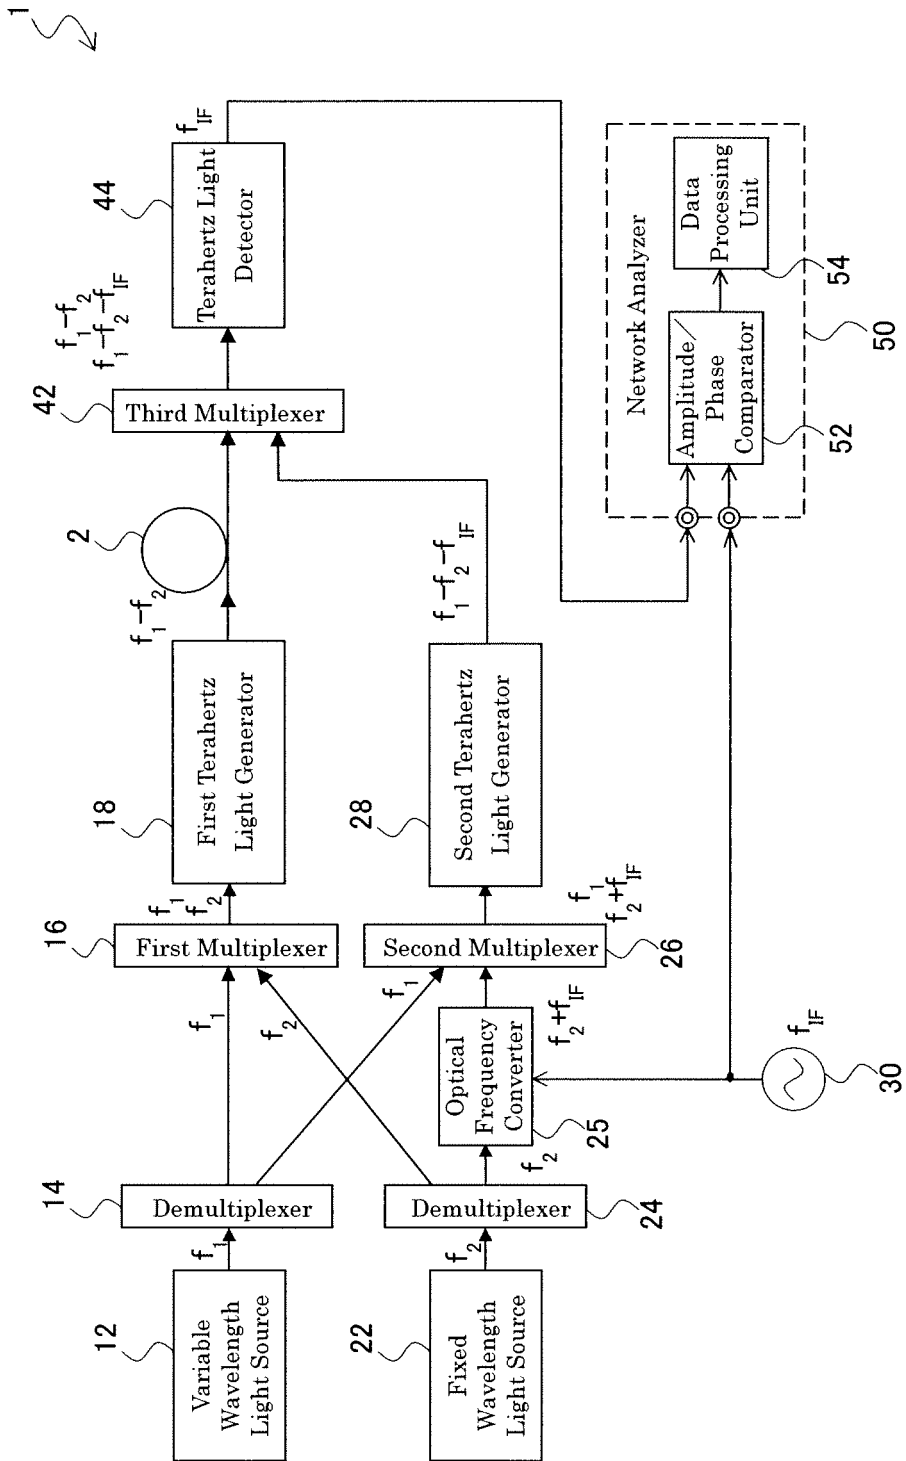 1
12
Variable
Wavelength
Light Source
f1
14
Demultiplexer
f1
f2
f1
16
First Multiplexer
f1
f2
18
First Terahertz
Light Generator
f1-f2
2
42
Third Multiplexer
f1-f2
f1-f2-fIF
44
Terahertz Light
Detector
fIF
22
Fixed
Wavelength
Light Source
f2
Demultiplexer
24
f2
Optical
Frequency
Converter
25
f2+fIF
Second Multiplexer
26
f1
f2+fIF
28
Second Terahertz
Light Generator
f1-f2-fIF
30
fIF
Network Analyzer
Amplitude/
Phase
Comparator
52
Data
Processing
Unit
54
50